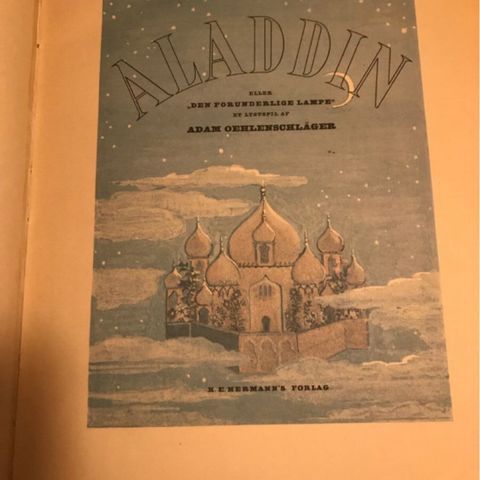 ALADDIN
ELLER
„DEN FORUNDERLIGE LAMPE"
ET LYSTSPIL AF
ADAM OEHLENSCHLÄGER
K. E. HERMANN'S FORLAG